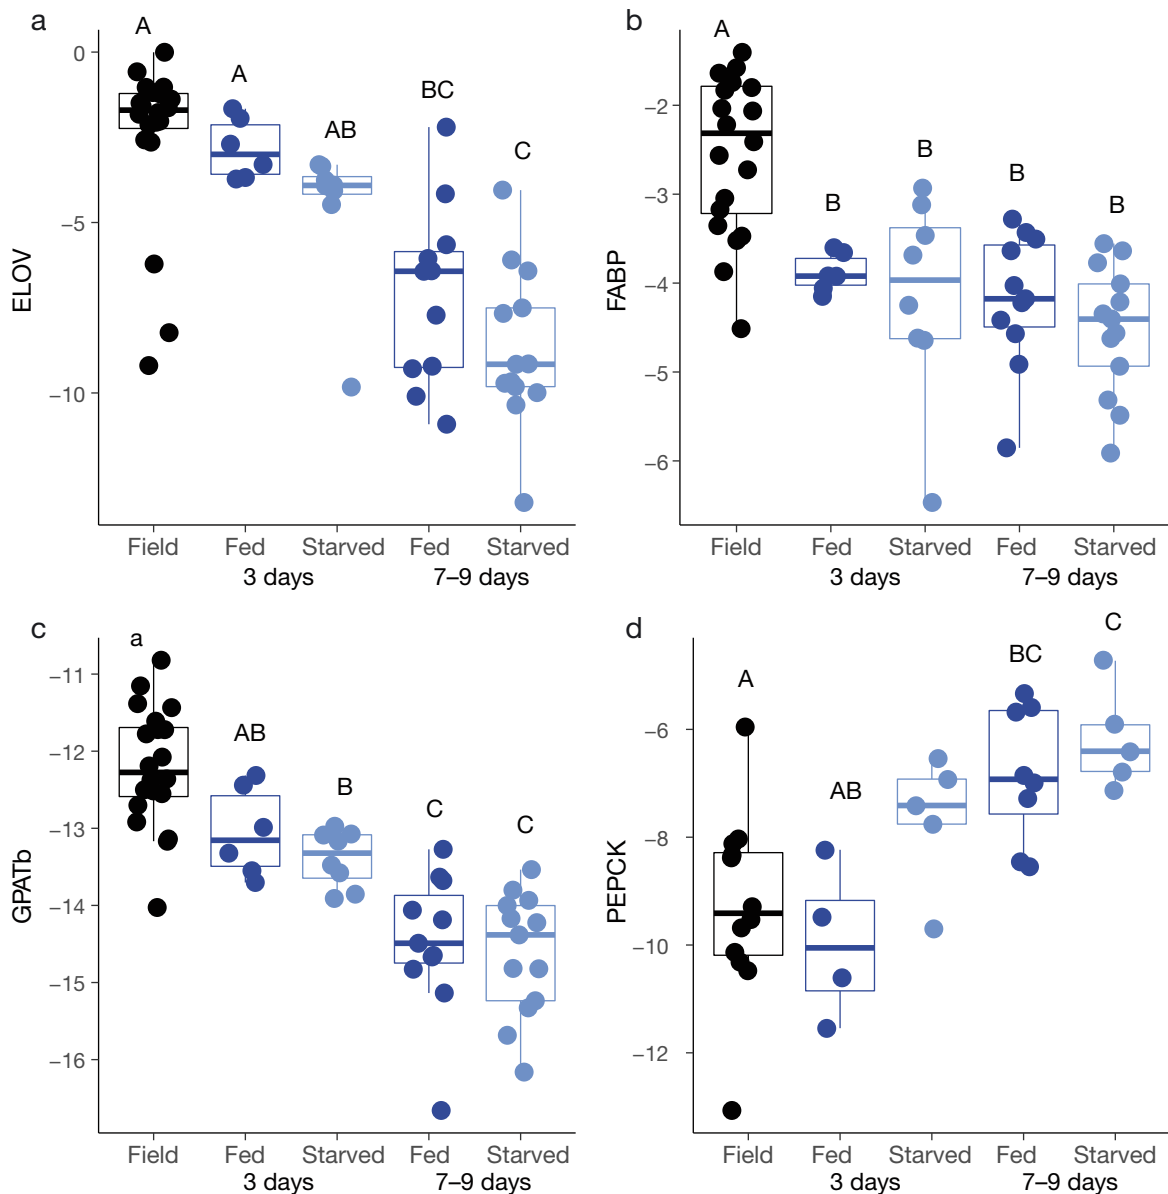 a
A
A
AB
BC
C
0
−5
−10
ELOV
Field Fed Starved Fed Starved
3 days 7–9 days
b
A
B
B
B
B
−2
−3
−4
−5
−6
FABP
Field Fed Starved Fed Starved
3 days 7–9 days
c
a
AB
B
C
C
−11
−12
−13
−14
−15
−16
GPATb
Field Fed Starved Fed Starved
3 days 7–9 days
d
A
AB
BC
C
−6
−8
−10
−12
PEPCK
Field Fed Starved Fed Starved
3 days 7–9 days